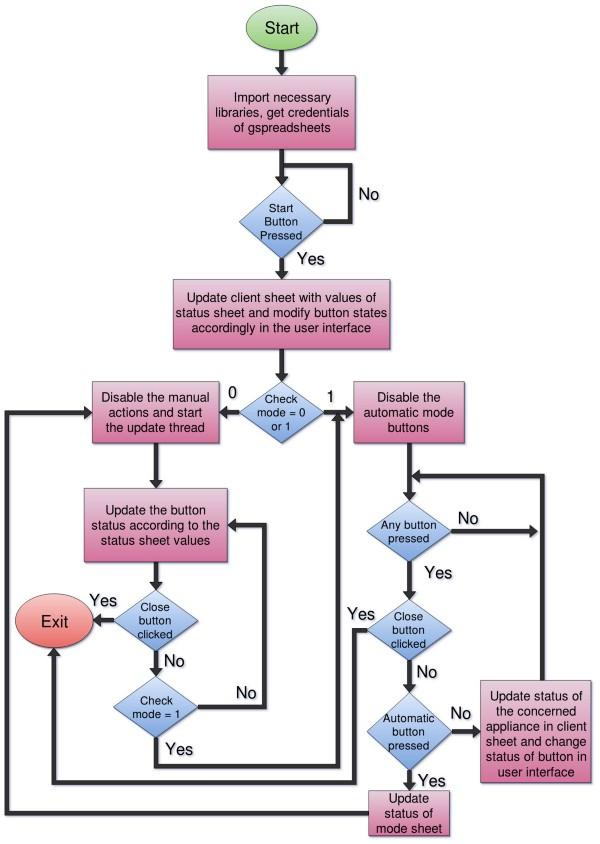 Start
Import necessary
libraries, get credentials
of gspreadsheets
No
Start
Button
Pressed
Yes
Update client sheet with values of
status sheet and modify button states
accordingly in the user interface
0
1
Disable the manual
actions and start
the update thread
Check
mode = 0
or 1
Disable the
automatic mode
buttons
Update the button
status according to the
status sheet values
Any button
pressed
No
Yes
Yes
Close
button
clicked
Exit
No
Yes
Close
button
clicked
No
Check
mode = 1
No
Yes
Automatic
button
pressed
No
Yes
Update status of
the concerned
appliance in client
sheet and change
status of button in
user interface
Update
status of
mode sheet